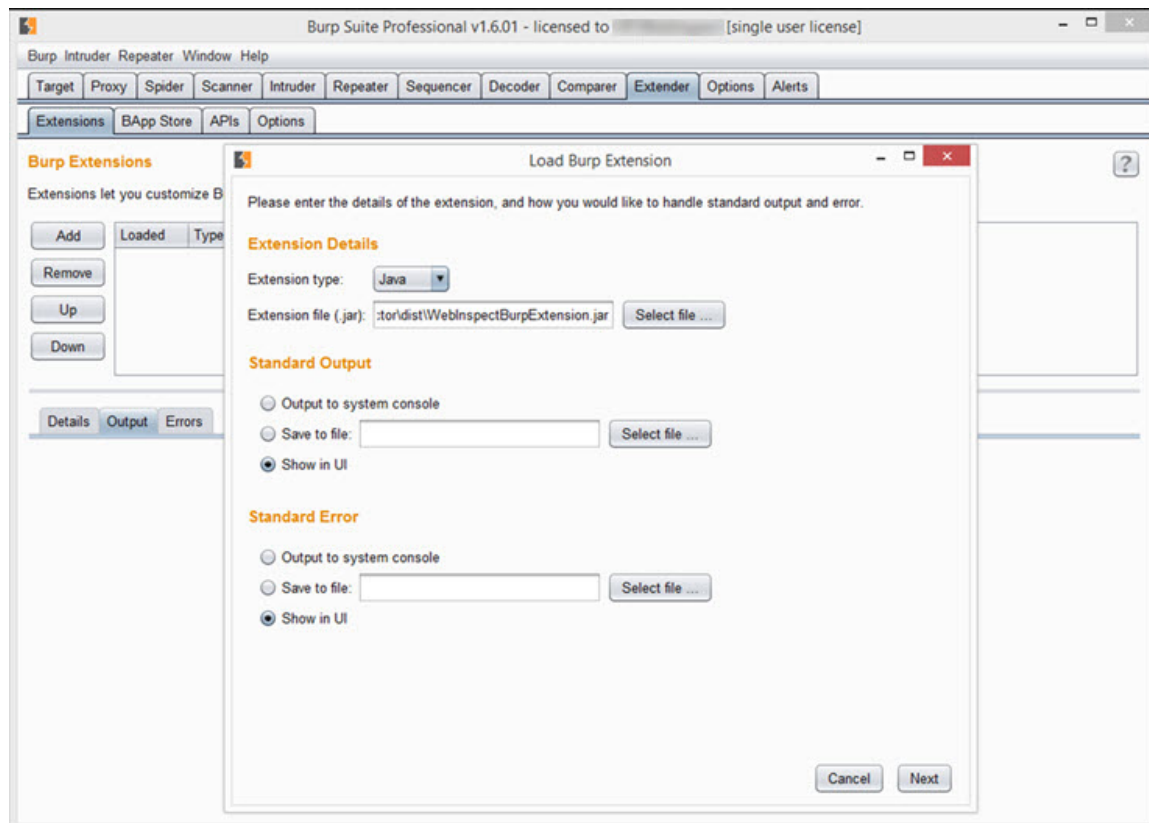 Burp Suite Professional v1.6.01 - licensed to [single user license]
Burp Intruder Repeater Window Help
Target Proxy Spider Scanner Intruder Repeater Sequencer Decoder Comparer Extender Options Alerts
Extensions BApp Store APIs Options
Burp Extensions
?
Extensions let you customize B
Add
Remove
Up
Down
Loaded Type
Details Output Errors
Load Burp Extension
Please enter the details of the extension, and how you would like to handle standard output and error.
Extension Details
Extension type: Java
Extension file (.jar): :tor\dist\WebInspectBurpExtension.jar Select file ...
Standard Output
Output to system console
Save to file: Select file ...
Show in UI
Standard Error
Output to system console
Save to file: Select file ...
Show in UI
Cancel Next